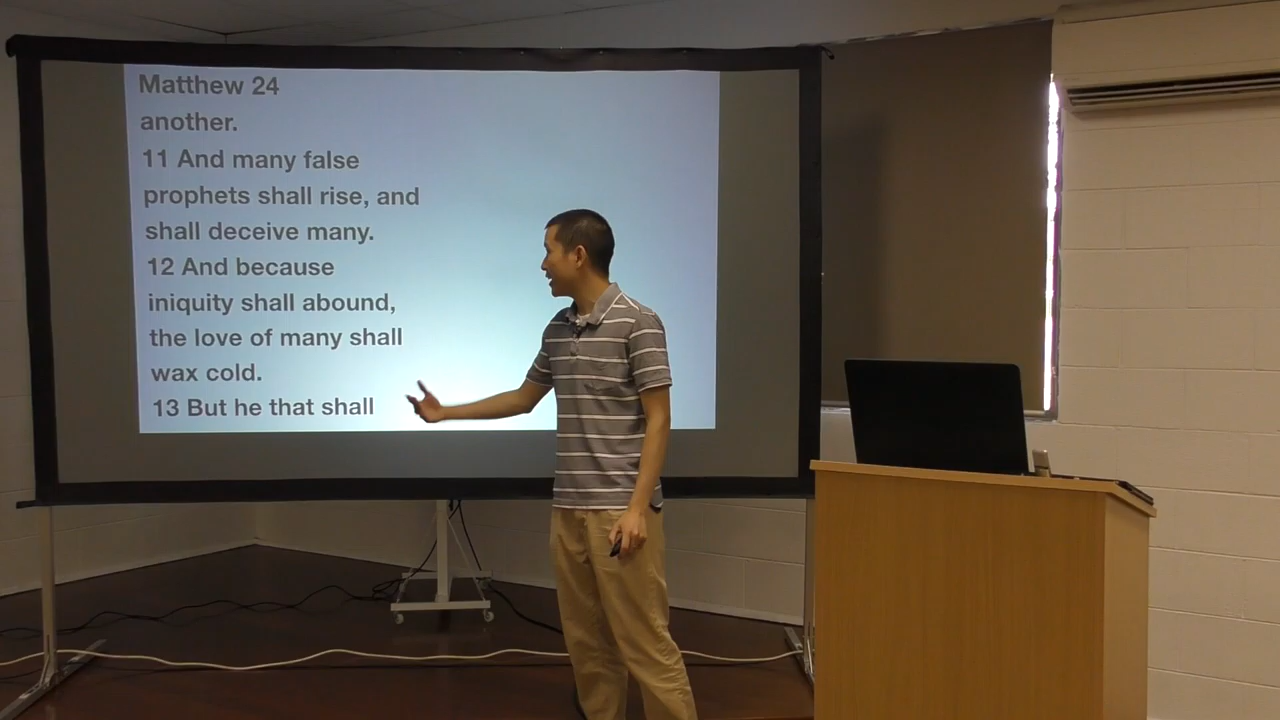 Matthew 24
another.
11 And many false
prophets shall rise, and
shall deceive many.
12 And because
iniquity shall abound,
the love of many shall
wax cold.
13 But he that shall